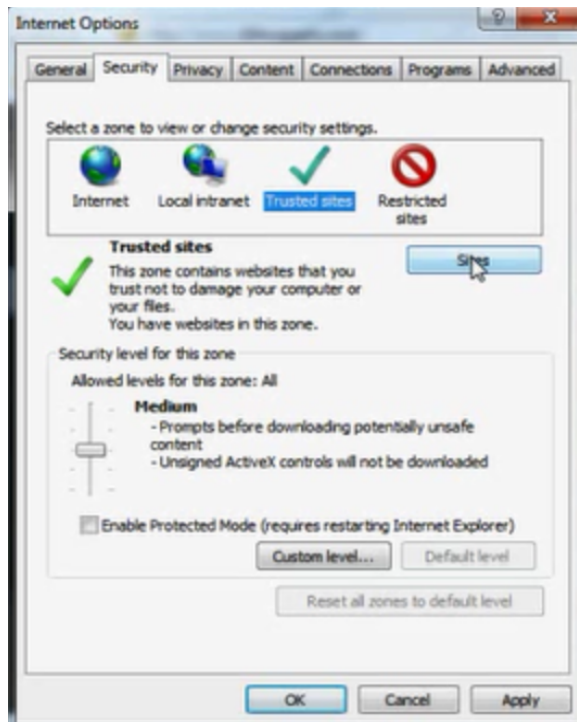 Internet Options
General Security Privacy Content Connections Programs Advanced
Select a zone to view or change security settings.
Internet Local intranet Trusted sites Restricted
sites
Trusted sites
Sites
This zone contains websites that you
trust not to damage your computer or
your files.
You have websites in this zone.
Security level for this zone
Allowed levels for this zone: All
Medium
- Prompts before downloading potentially unsafe
content
- Unsigned ActiveX controls will not be downloaded
Enable Protected Mode (requires restarting Internet Explorer)
Custom level... Default level
Reset all zones to default level
OK Cancel Apply